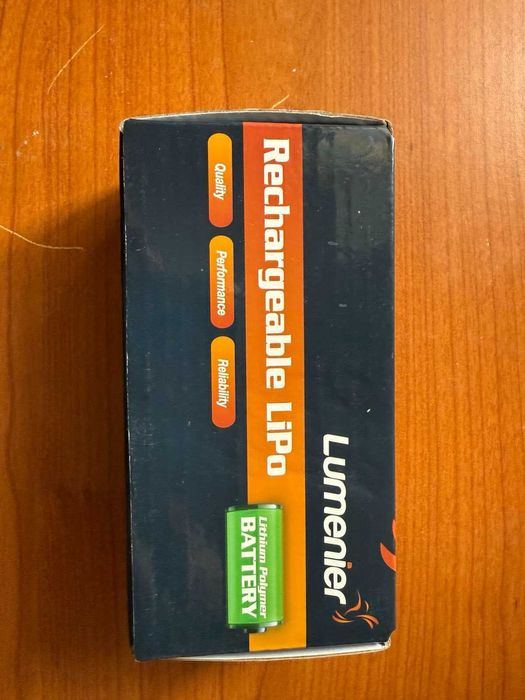 Lumenier
Rechargeable LiPo
Lithium Polymer
BATTERY
Quality
Performance
Reliability